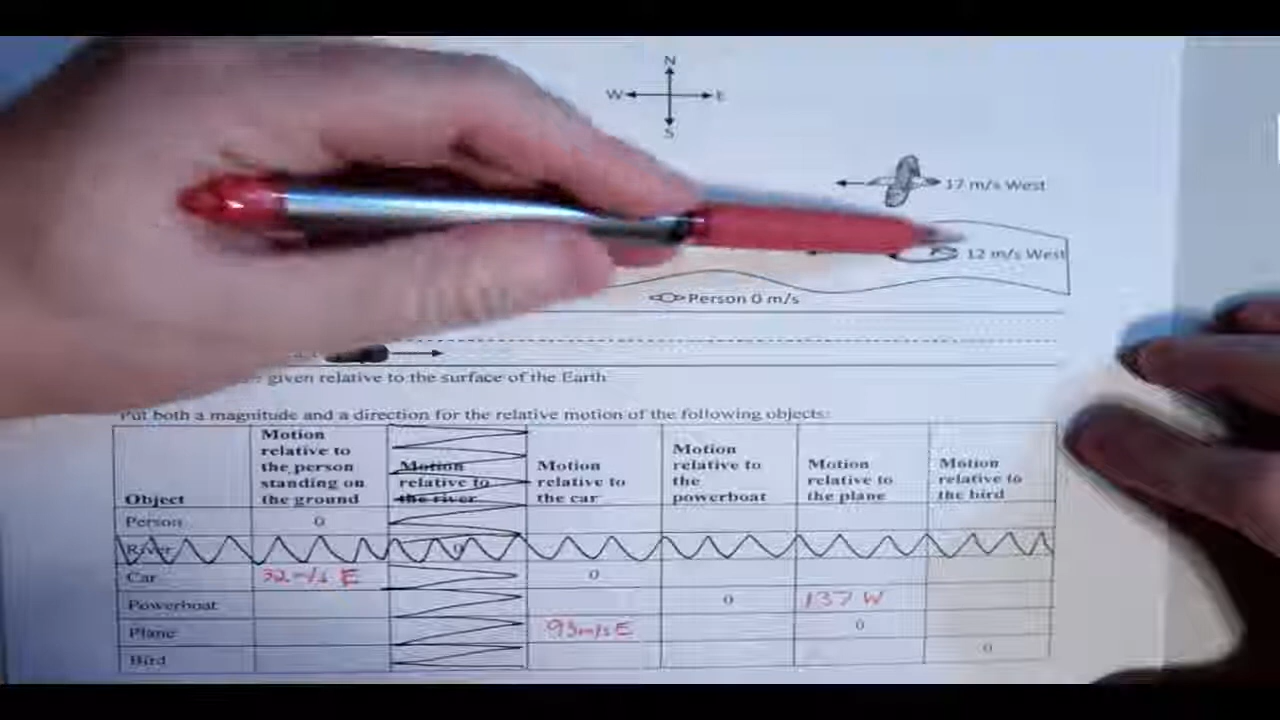 N
W E
S
17 m/s West
12 m/s West
Person 0 m/s
given relative to the surface of the Earth
Put both a magnitude and a direction for the relative motion of the following objects:
Object
Motion relative to the person standing on the ground
Motion relative to the river
Motion relative to the car
Motion relative to the powerboat
Motion relative to the plane
Motion relative to the bird
Person 0
River 0
Car 32 m/s E 0
Powerboat 0 137 W
Plane 93 m/s E 0
Bird 0